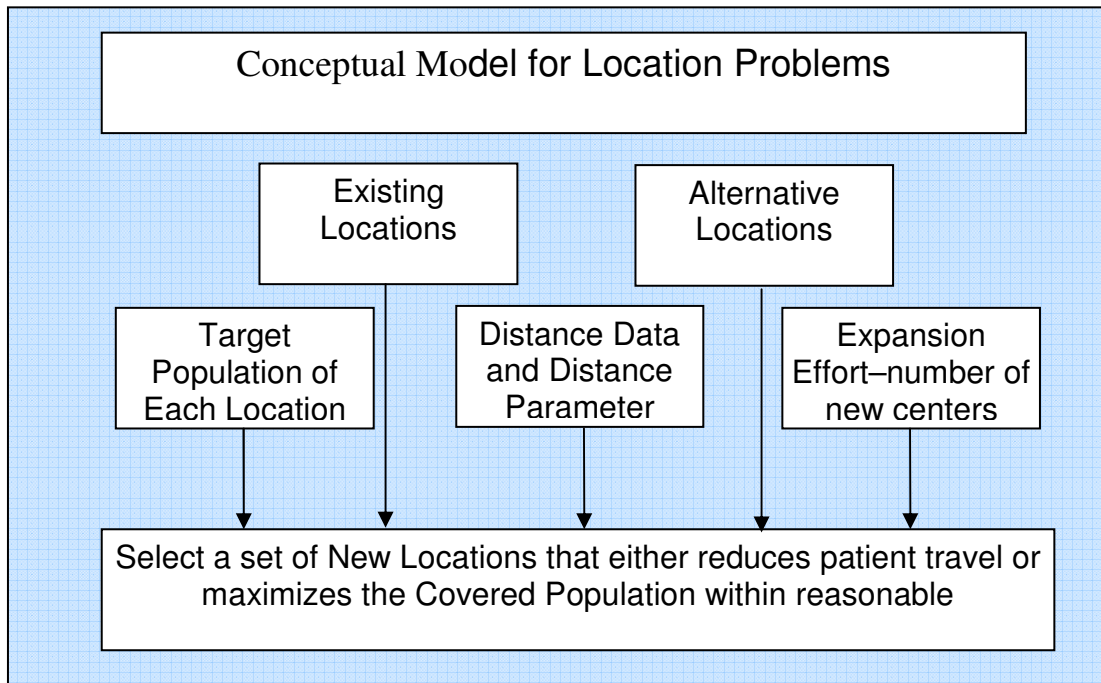 Conceptual Model for Location Problems
Existing
Locations
Alternative
Locations
Target
Population of
Each Location
Distance Data
and Distance
Parameter
Expansion
Effort–number of
new centers
Select a set of New Locations that either reduces patient travel or
maximizes the Covered Population within reasonable